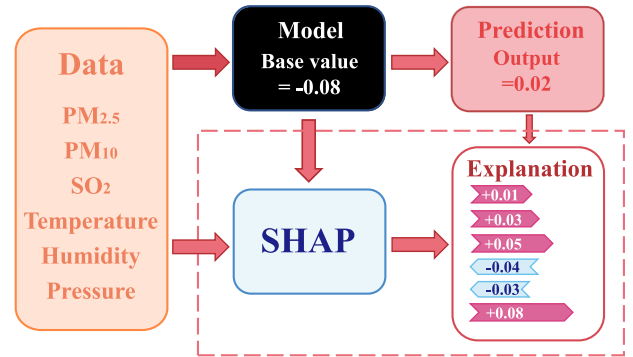 Data
PM2.5
PM10
SO2
Temperature
Humidity
Pressure
Model
Base value
= -0.08
Prediction
Output
=0.02
SHAP
Explanation
+0.01
+0.03
+0.05
-0.04
-0.03
+0.08